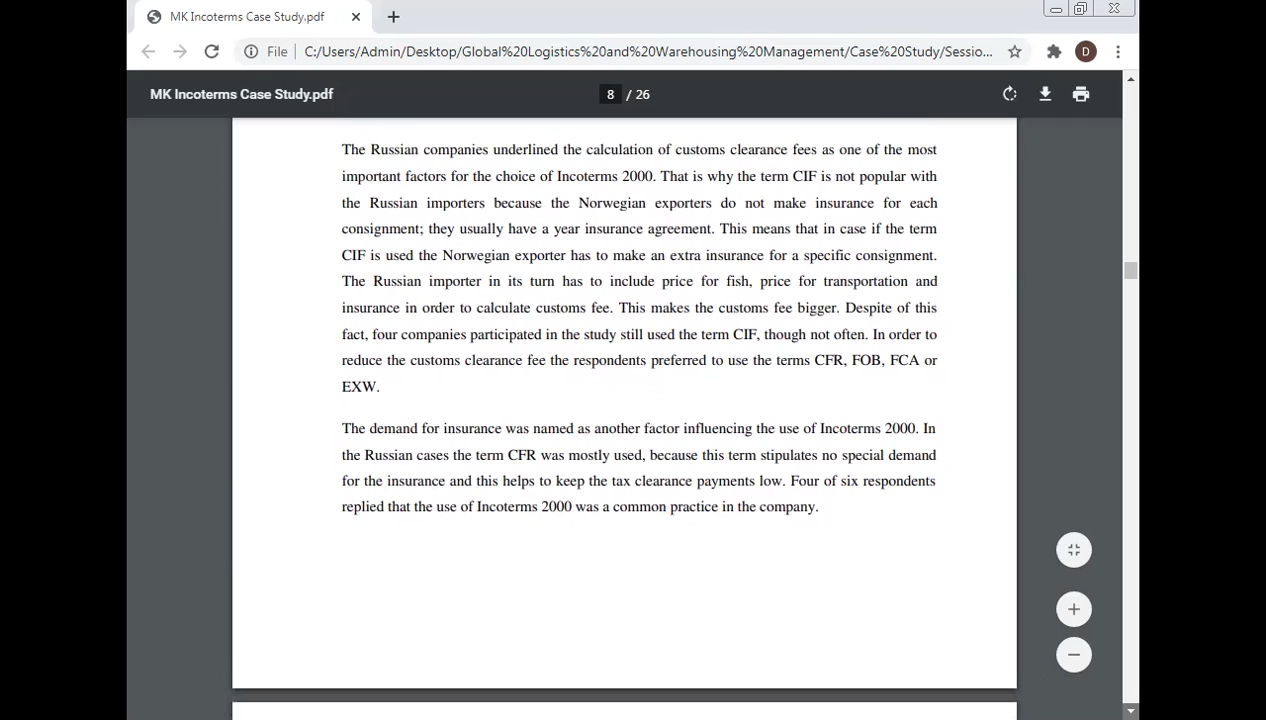 MK Incoterms Case Study.pdf
File
C:/Users/Admin/Desktop/Global%20Logistics%20and%20Warehousing%20Management/Case%20Study/Sessio...
D
MK Incoterms Case Study.pdf
8 / 26
The Russian companies underlined the calculation of customs clearance fees as one of the most
important factors for the choice of Incoterms 2000. That is why the term CIF is not popular with
the Russian importers because the Norwegian exporters do not make insurance for each
consignment; they usually have a year insurance agreement. This means that in case if the term
CIF is used the Norwegian exporter has to make an extra insurance for a specific consignment.
The Russian importer in its turn has to include price for fish, price for transportation and
insurance in order to calculate customs fee. This makes the customs fee bigger. Despite of this
fact, four companies participated in the study still used the term CIF, though not often. In order to
reduce the customs clearance fee the respondents preferred to use the terms CFR, FOB, FCA or
EXW.
The demand for insurance was named as another factor influencing the use of Incoterms 2000. In
the Russian cases the term CFR was mostly used, because this term stipulates no special demand
for the insurance and this helps to keep the tax clearance payments low. Four of six respondents
replied that the use of Incoterms 2000 was a common practice in the company.